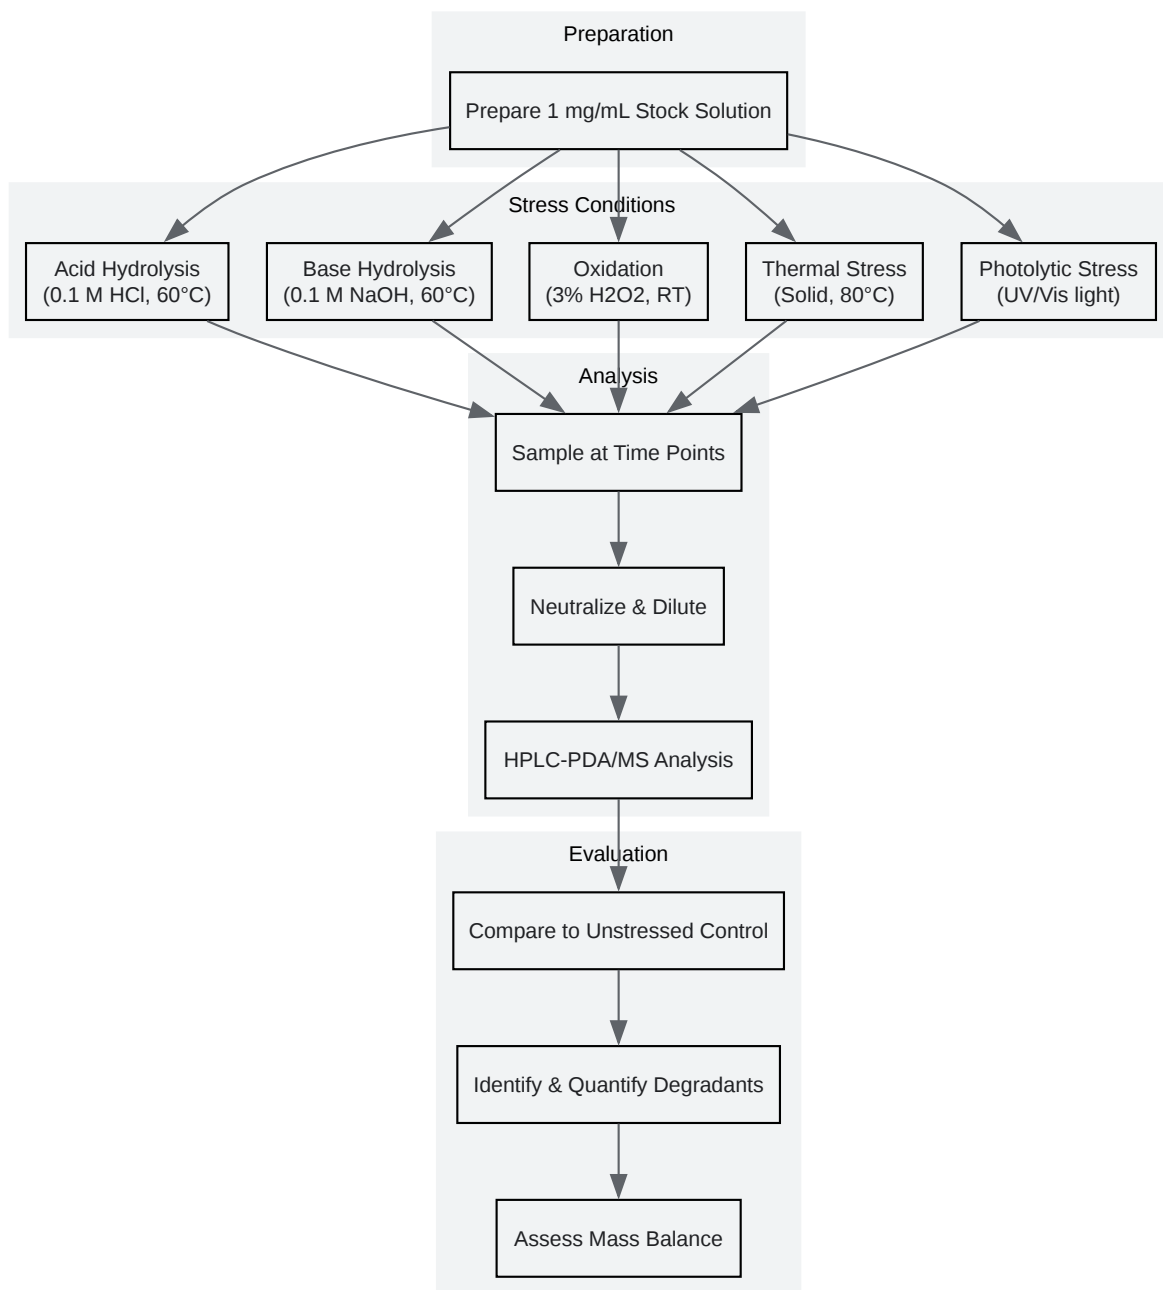 Preparation
Prepare 1 mg/mL Stock Solution
Stress Conditions
Acid Hydrolysis
(0.1 M HCl, 60°C)
Base Hydrolysis
(0.1 M NaOH, 60°C)
Oxidation
(3% H2O2, RT)
Thermal Stress
(Solid, 80°C)
Photolytic Stress
(UV/Vis light)
Analysis
Sample at Time Points
Neutralize & Dilute
HPLC-PDA/MS Analysis
Evaluation
Compare to Unstressed Control
Identify & Quantify Degradants
Assess Mass Balance